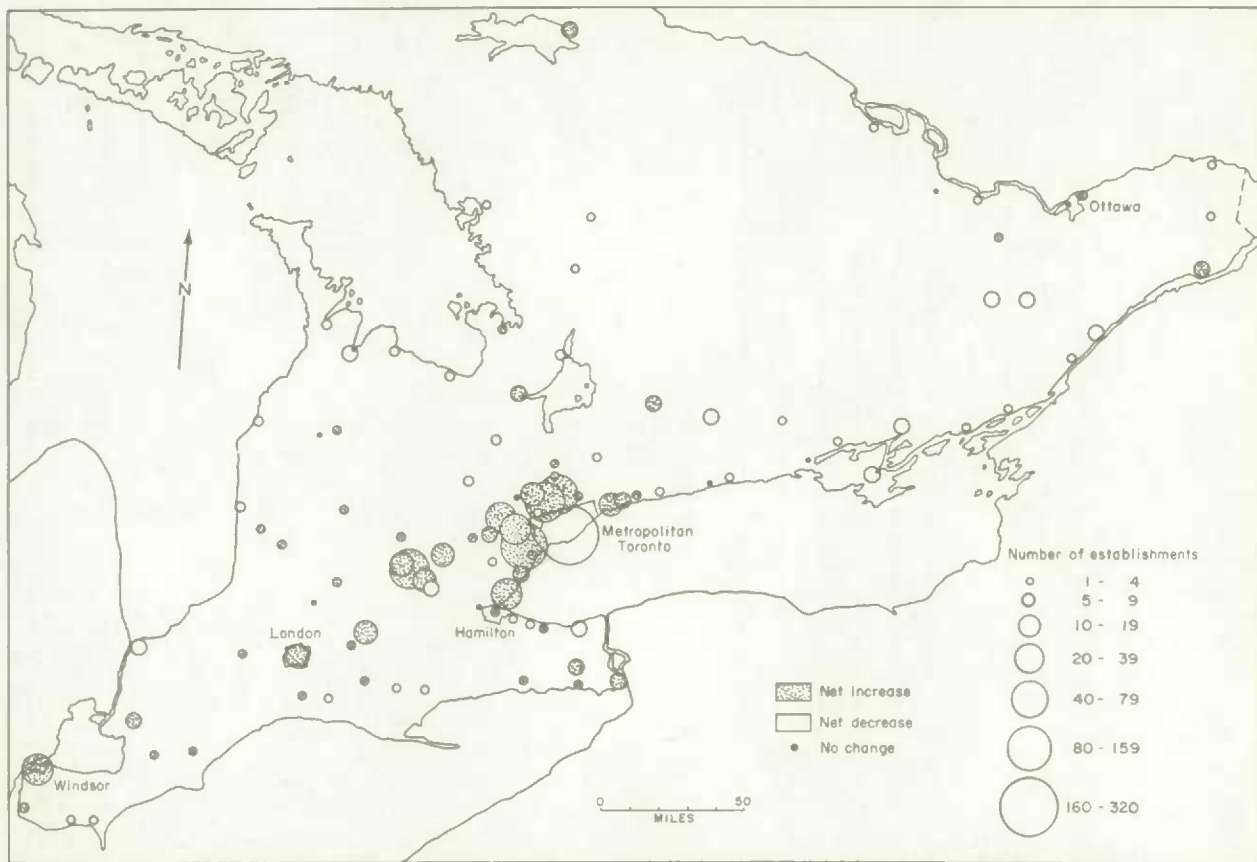 Ottawa
N
Metropolitan
Toronto
Number of establishments
1 - 4
5 - 9
10 - 19
20 - 39
40 - 79
80 - 159
160 - 320
London
Hamilton
Net increase
Net decrease
No change
Windsor
0 50
MILES